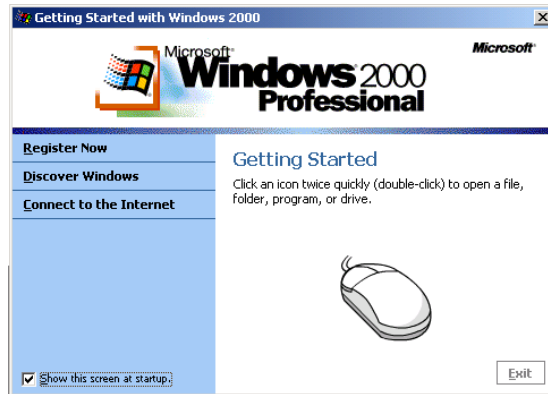 Getting Started with Windows 2000
Microsoft
Microsoft
Windows 2000
Professional
Register Now
Discover Windows
Connect to the Internet
Getting Started
Click an icon twice quickly (double-click) to open a file,
folder, program, or drive.
Show this screen at startup.
Exit